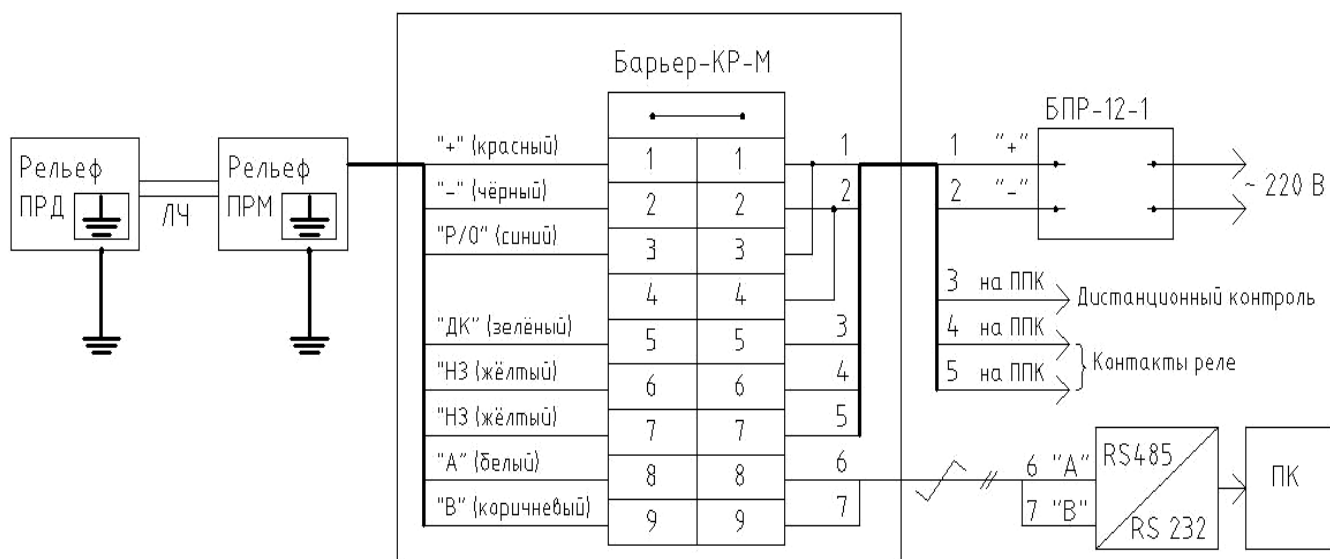 Барьер-КР-М
БПР-12-1
Рельеф
ПРД
ЛЧ
Рельеф
ПРМ
"+" (красный)
"–" (чёрный)
"Р/О" (синий)
"ДК" (зелёный)
"НЗ (жёлтый)
"НЗ (жёлтый)
"А" (белый)
"В" (коричневый)
1 1
2 2
3 3
4 4
5 5
6 6
7 7
8 8
9 9
1
2
3
4
5
6
7
1 "+"
2 "–"
~ 220 В
3 на ППК
Дистанционный контроль
4 на ППК
5 на ППК
Контакты реле
6 "А"
7 "В"
RS485
RS 232
ПК